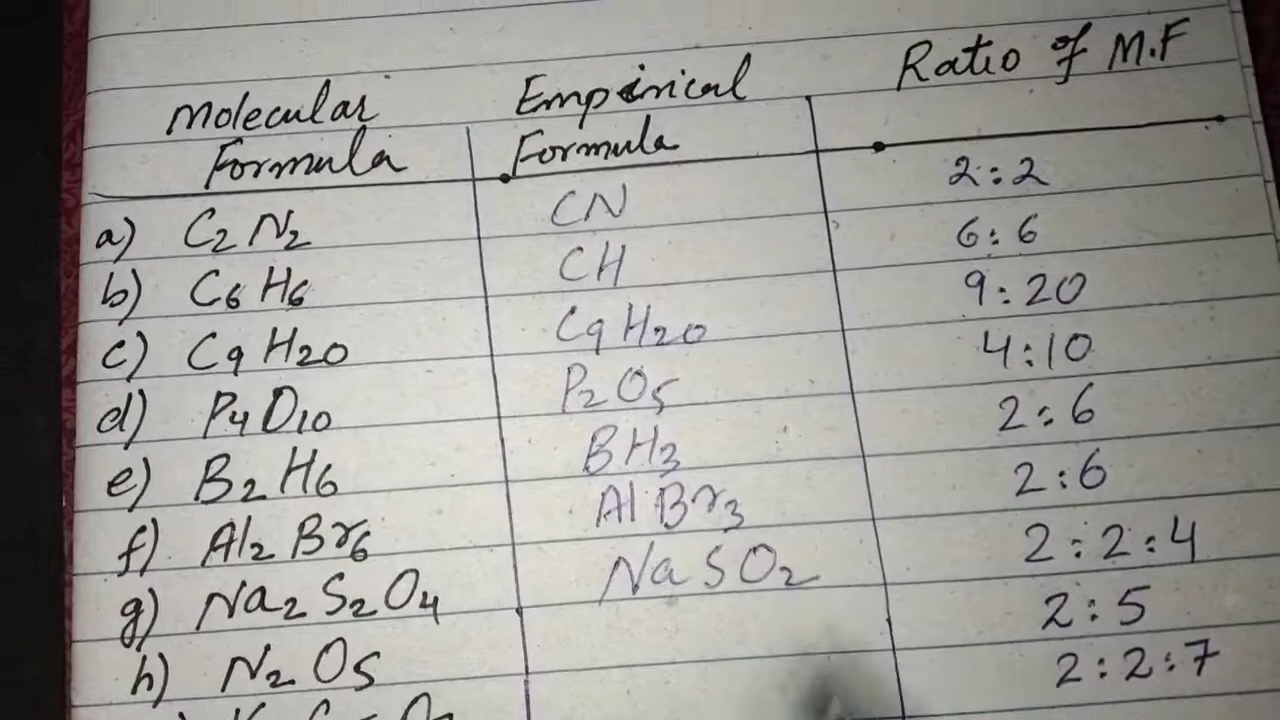 Molecular Formula | Empirical Formula | Ratio of M.F
a) C₂N₂ | CN | 2:2
b) C₆H₆ | CH | 6:6
c) C₉H₂₀ | C₉H₂₀ | 9:20
d) P₄O₁₀ | P₂O₅ | 4:10
e) B₂H₆ | BH₃ | 2:6
f) Al₂Br₆ | AlBr₃ | 2:6
g) Na₂S₂O₄ | NaSO₂ | 2:2:4
h) N₂O₅ | 2:5
2:2:7